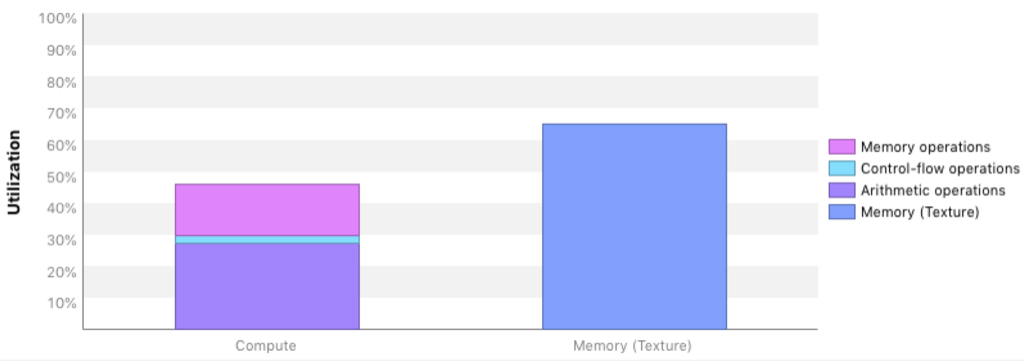 100%
90%
80%
70%
60%
50%
40%
30%
20%
10%
Utilization
Compute
Memory (Texture)
Memory operations
Control-flow operations
Arithmetic operations
Memory (Texture)